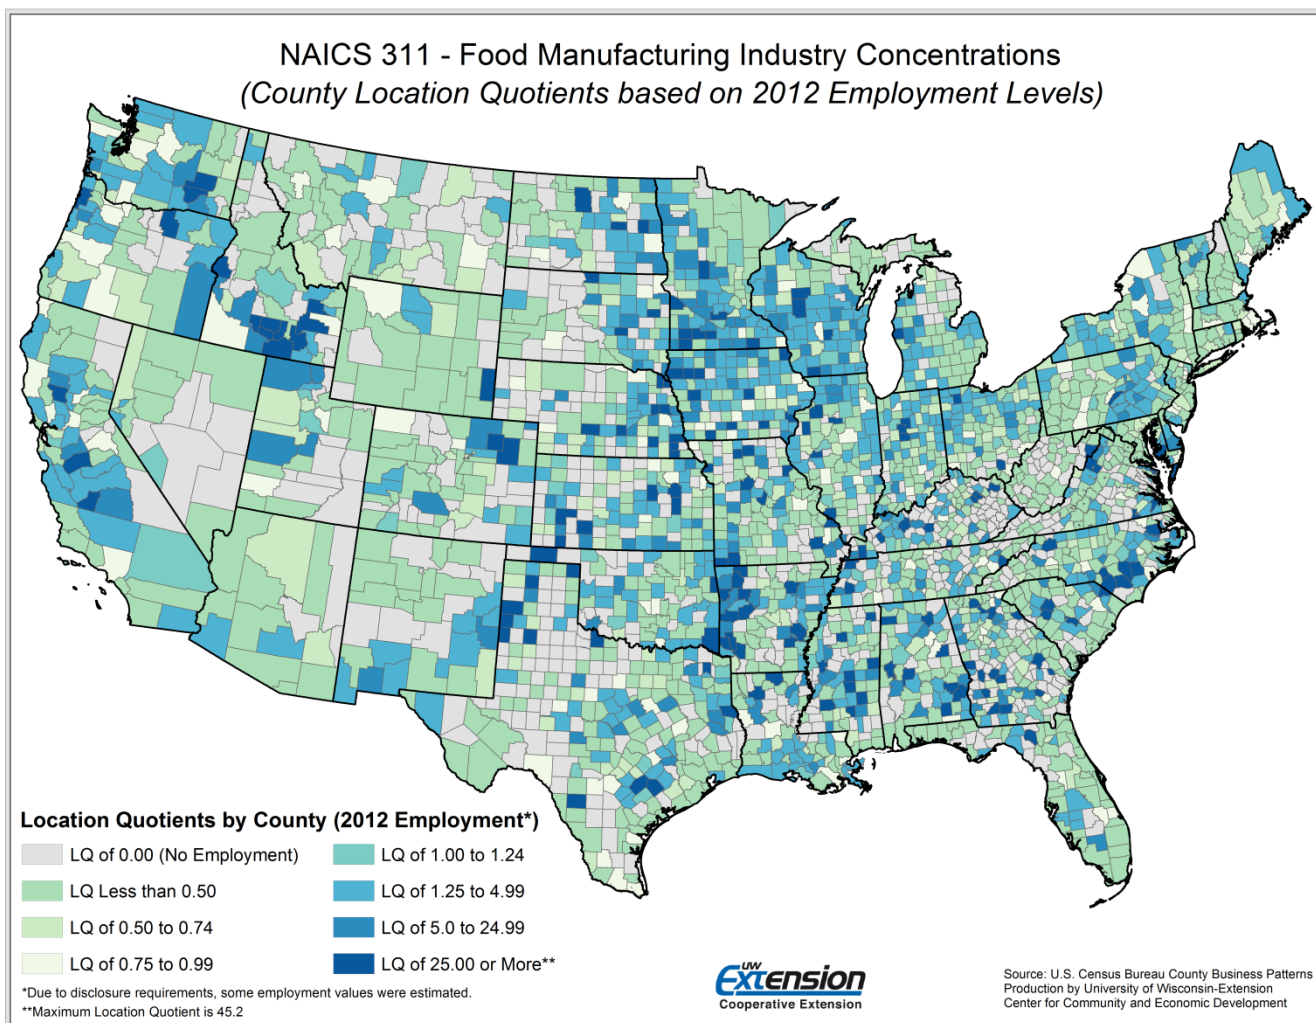 NAICS 311 - Food Manufacturing Industry Concentrations
(County Location Quotients based on 2012 Employment Levels)
Location Quotients by County (2012 Employment*)
LQ of 0.00 (No Employment)
LQ Less than 0.50
LQ of 0.50 to 0.74
LQ of 0.75 to 0.99
LQ of 1.00 to 1.24
LQ of 1.25 to 4.99
LQ of 5.0 to 24.99
LQ of 25.00 or More**
*Due to disclosure requirements, some employment values were estimated.
**Maximum Location Quotient is 45.2
UW
Extension
Cooperative Extension
Source: U.S. Census Bureau County Business Patterns
Production by University of Wisconsin-Extension
Center for Community and Economic Development